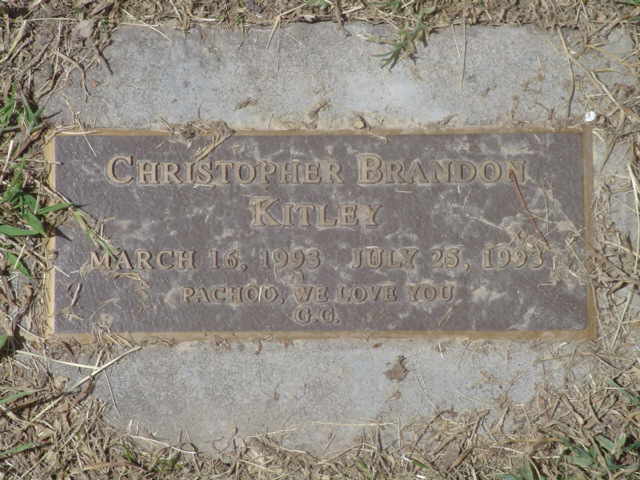 CHRISTOPHER BRANDON
KITLEY
MARCH 16, 1993 JULY 25, 1993
PACHOO, WE LOVE YOU
G.G.